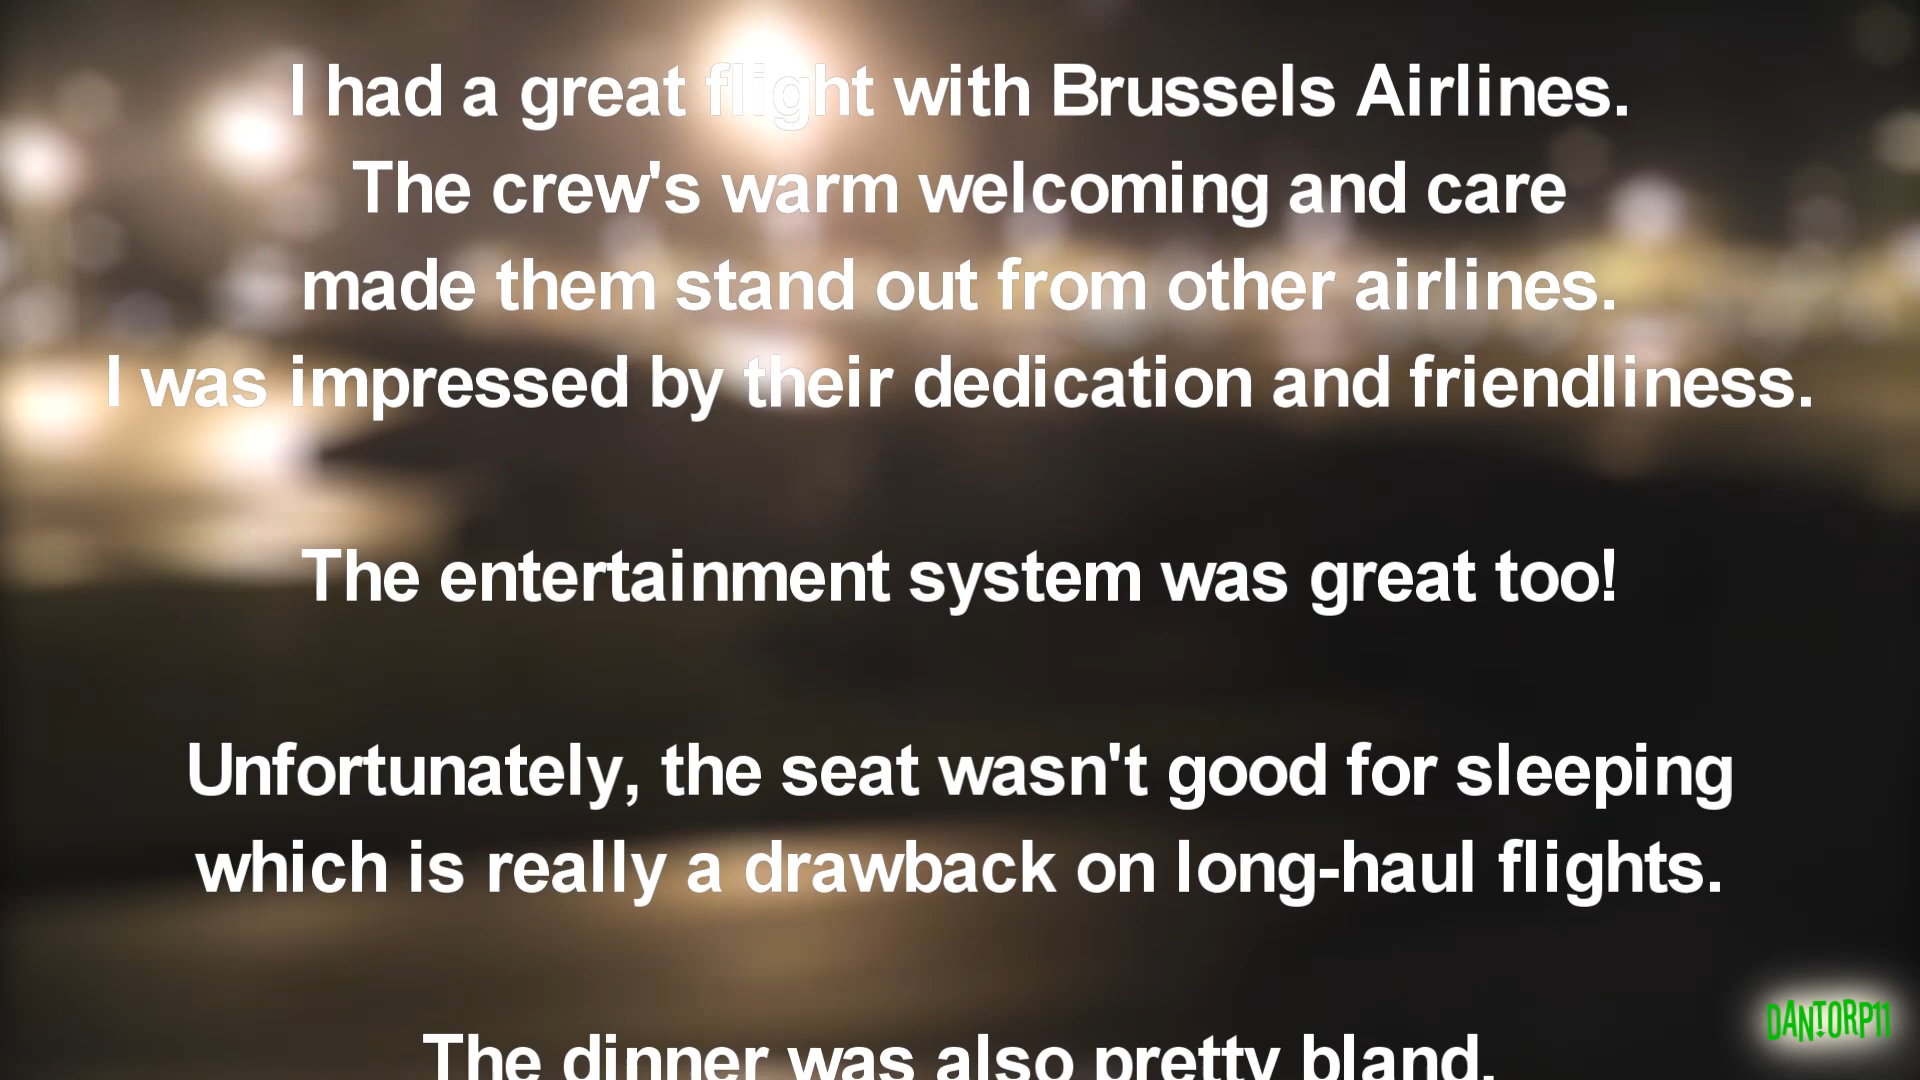 I had a great flight with Brussels Airlines.
The crew's warm welcoming and care
made them stand out from other airlines.
I was impressed by their dedication and friendliness.
The entertainment system was great too!
Unfortunately, the seat wasn't good for sleeping
which is really a drawback on long-haul flights.
The dinner was also pretty bland.
DANTORP11